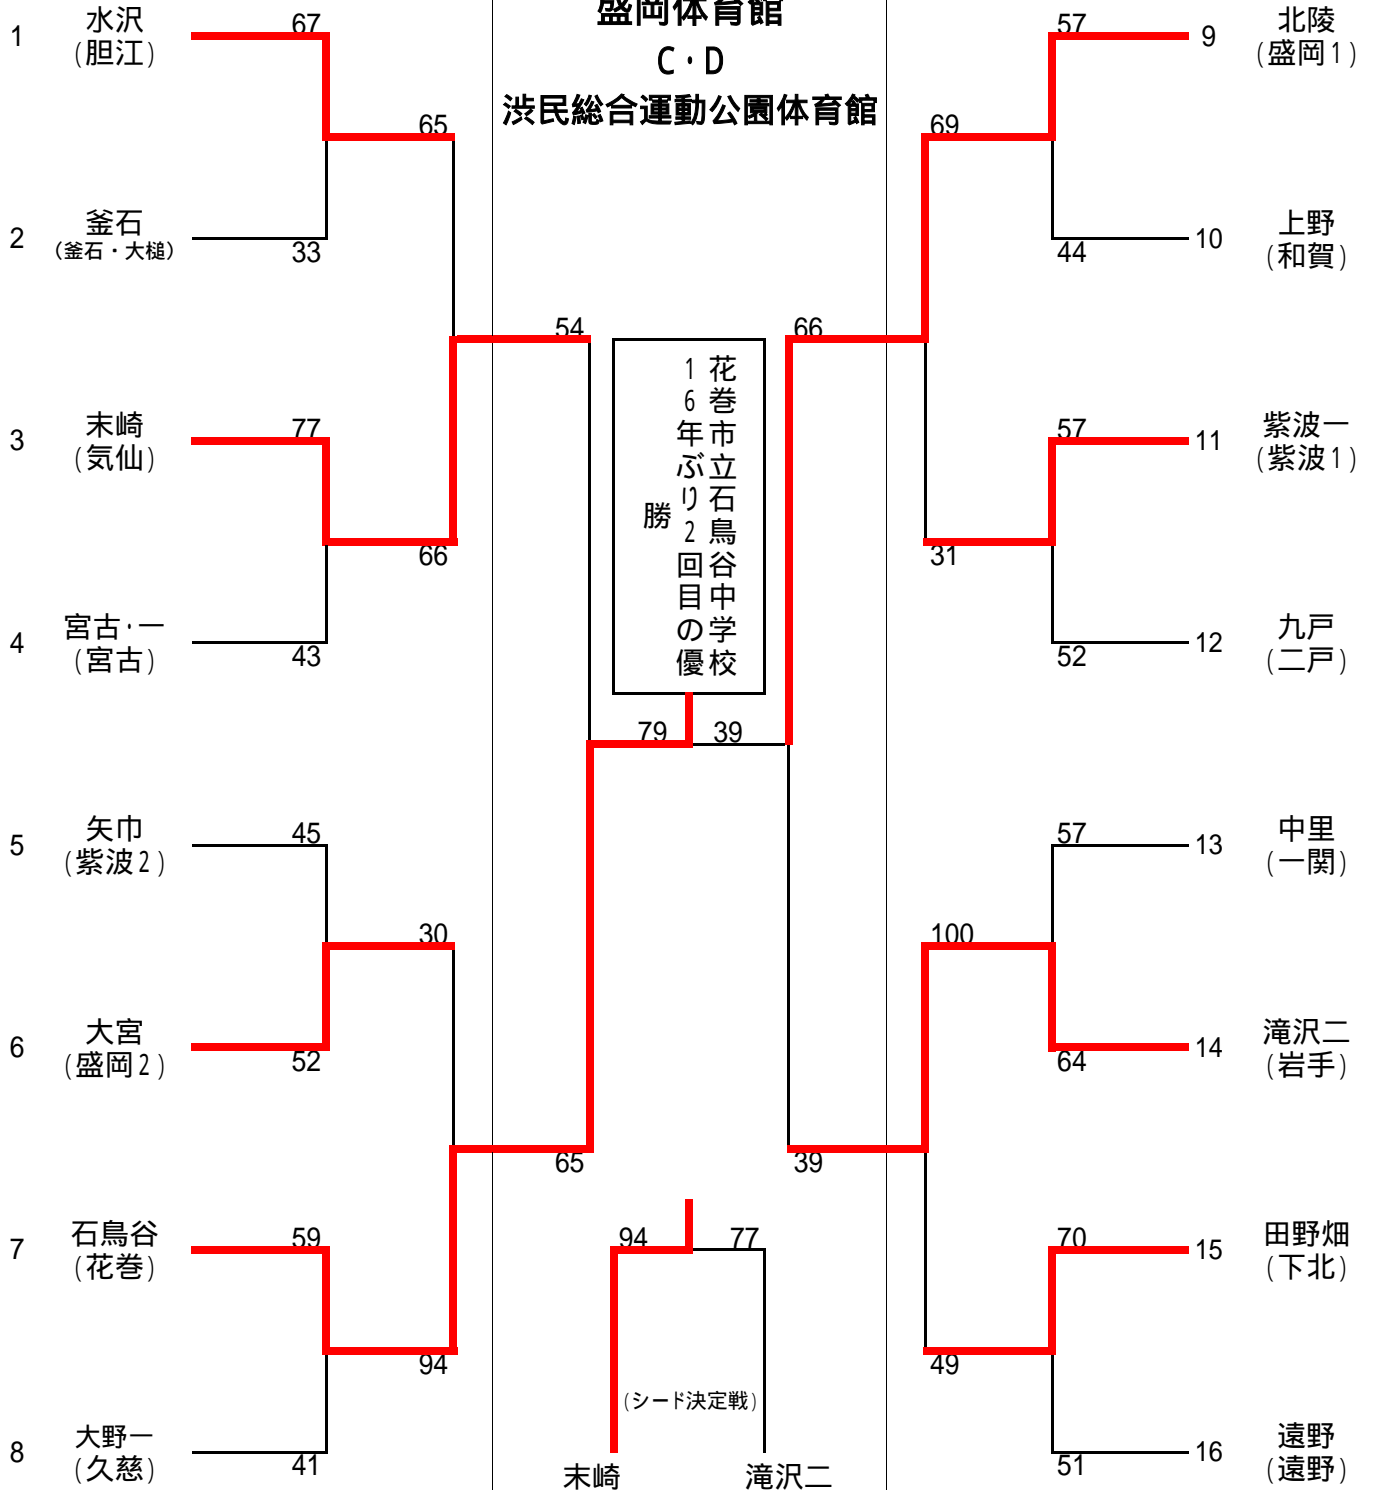 盛岡体育館
C・D
渋民総合運動公園体育館
1 水沢
(胆江)
67
65
2 釜石
(釜石・大槌)
33
54
3 末崎
(気仙)
77
66
4 宮古・一
(宮古)
43
花巻市立石鳥谷中学校
16年ぶり2回目の優
勝
79 39
5 矢巾
(紫波2)
45
30
6 大宮
(盛岡2)
52
65
7 石鳥谷
(花巻)
59
94
8 大野一
(久慈)
41
57
9 北陵
(盛岡1)
69
44
10 上野
(和賀)
66
57
11 紫波一
(紫波1)
31
52
12 九戸
(二戸)
57
13 中里
(一関)
100
64
14 滝沢二
(岩手)
39
70
15 田野畑
(下北)
49
51
16 遠野
(遠野)
94 77
(シード決定戦)
末崎 滝沢二